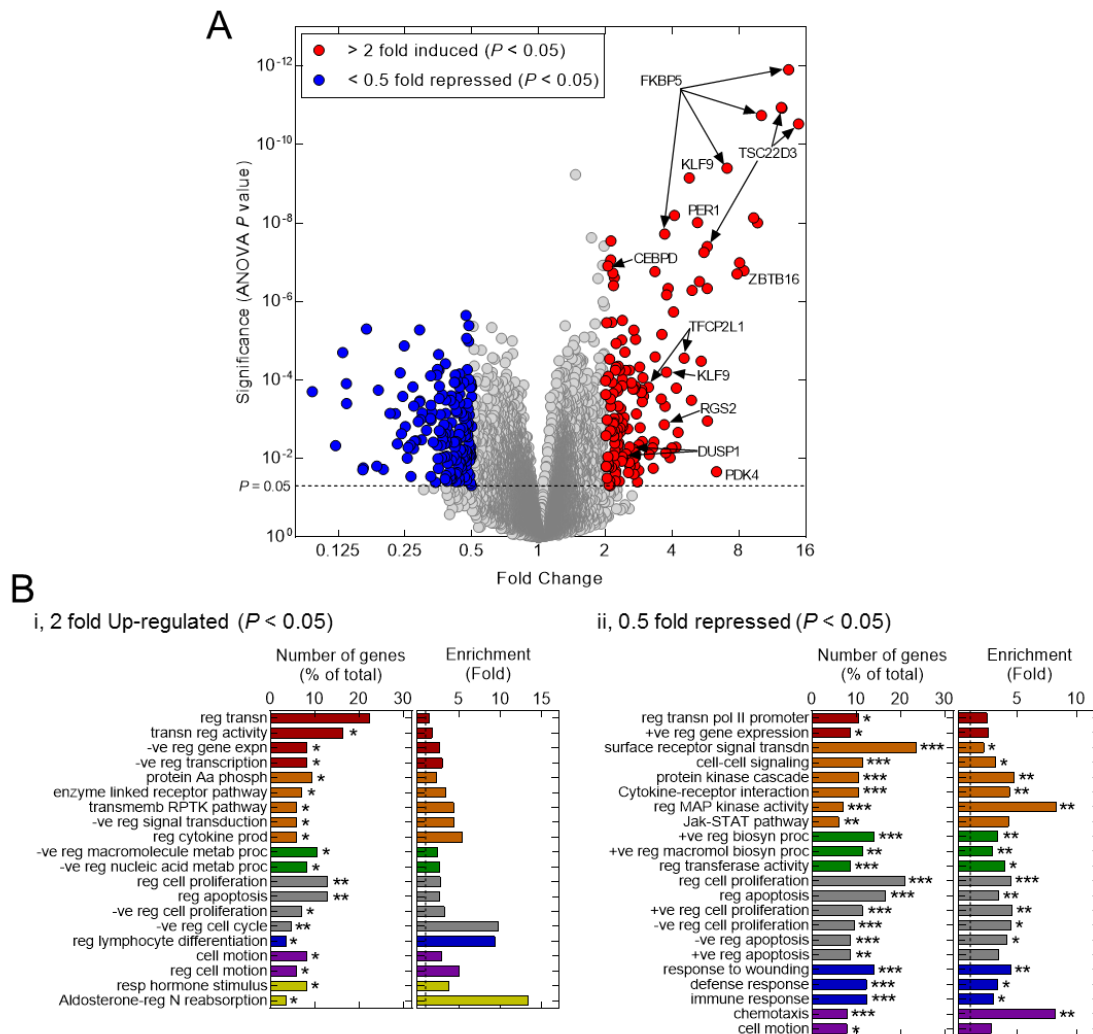 A
> 2 fold induced (P < 0.05)
< 0.5 fold repressed (P < 0.05)
Significance (ANOVA P value)
10-12
10-10
10-8
10-6
10-4
10-2
P = 0.05
100
FKBP5
TSC22D3
KLF9
PER1
CEBPD
ZBTB16
TFCP2L1
KLF9
RGS2
DUSP1
PDK4
0.125 0.25 0.5 1 2 4 8 16
Fold Change
B
i, 2 fold Up-regulated (P < 0.05)
Number of genes
(% of total)
Enrichment
(Fold)
0 10 20 30 0 5 10 15
reg transn
transn reg activity *
-ve reg gene expn *
-ve reg transcription *
protein Aa phosph *
enzyme linked receptor pathway *
transmemb RPTK pathway *
-ve reg signal transduction *
reg cytokine prod *
-ve reg macromolecule metab proc *
-ve reg nucleic acid metab proc *
reg cell proliferation **
reg apoptosis **
-ve reg cell proliferation *
-ve reg cell cycle **
reg lymphocyte differentiation *
cell motion *
reg cell motion *
resp hormone stimulus *
Aldosterone-reg N reabsorption *
ii, 0.5 fold repressed (P < 0.05)
Number of genes
(% of total)
Enrichment
(Fold)
0 10 20 30 5 10
reg transn pol II promoter *
+ve reg gene expression *
surface receptor signal transdn *** *
cell-cell signaling *** *
protein kinase cascade *** **
Cytokine-receptor interaction *** **
reg MAP kinase activity *** **
Jak-STAT pathway **
+ve reg biosyn proc *** **
+ve reg macromol biosyn proc ** **
reg transferase activity *** *
reg cell proliferation *** ***
reg apoptosis *** **
+ve reg cell proliferation *** **
-ve reg cell proliferation *** *
-ve reg apoptosis *** *
+ve reg apoptosis **
response to wounding *** **
defense response *** *
immune response *** *
chemotaxis *** **
cell motion *